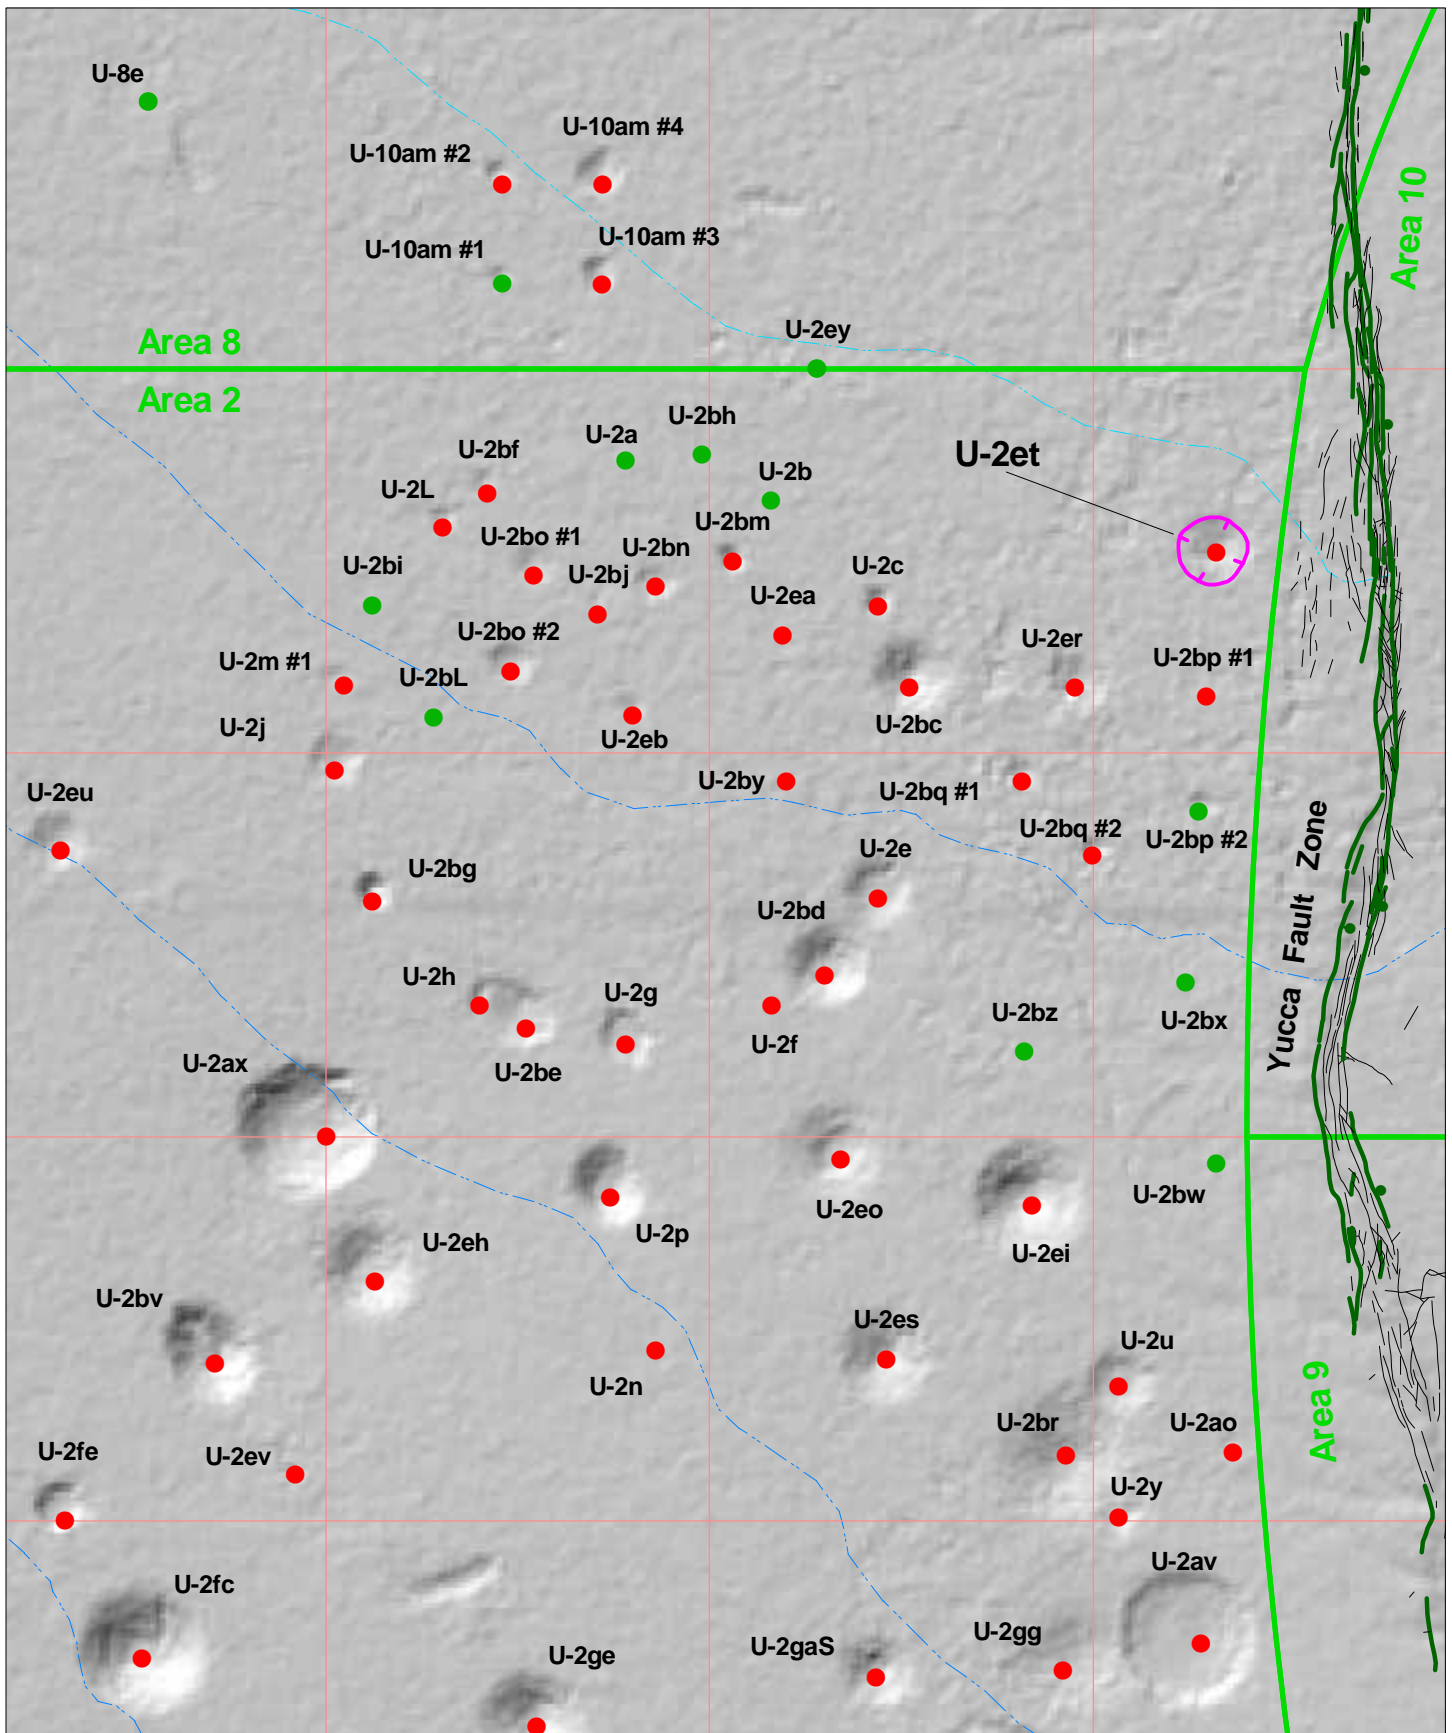 U-8e
U-10am #4
U-10am #2
U-10am #3
U-10am #1
Area 10
U-2ey
Area 8
Area 2
U-2bh
U-2a
U-2bf
U-2et
U-2b
U-2L
U-2bm
U-2bo #1
U-2bn
U-2bi
U-2bj
U-2c
U-2ea
U-2bo #2
U-2er
U-2m #1
U-2bp #1
U-2bL
U-2j
U-2bc
U-2eb
U-2by
U-2bq #1
U-2eu
U-2bq #2
U-2bp #2
U-2e
U-2bg
Yucca Fault Zone
U-2bd
U-2h
U-2g
U-2bz
U-2bx
U-2f
U-2ax
U-2be
U-2bw
U-2eo
U-2p
U-2eh
U-2ei
U-2bv
U-2es
U-2u
U-2n
Area 9
U-2br
U-2ao
U-2fe
U-2ev
U-2y
U-2av
U-2fc
U-2gg
U-2gaS
U-2ge